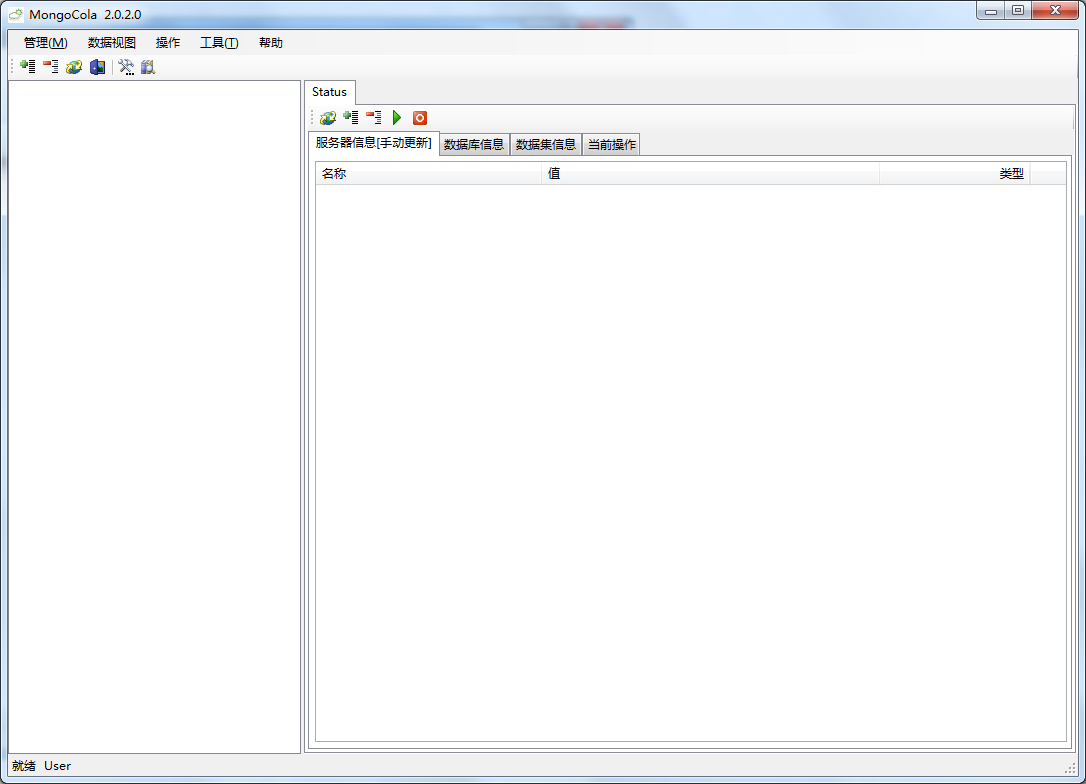 MongoCola 2.0.2.0
管理(M) 数据视图 操作 工具(T) 帮助
Status
服务器信息[手动更新] 数据库信息 数据集信息 当前操作
名称 值 类型
就绪 User